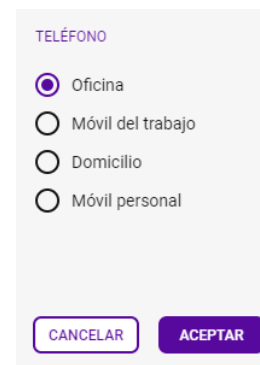 TELÉFONO
Oficina
Móvil del trabajo
Domicilio
Móvil personal
CANCELAR ACEPTAR